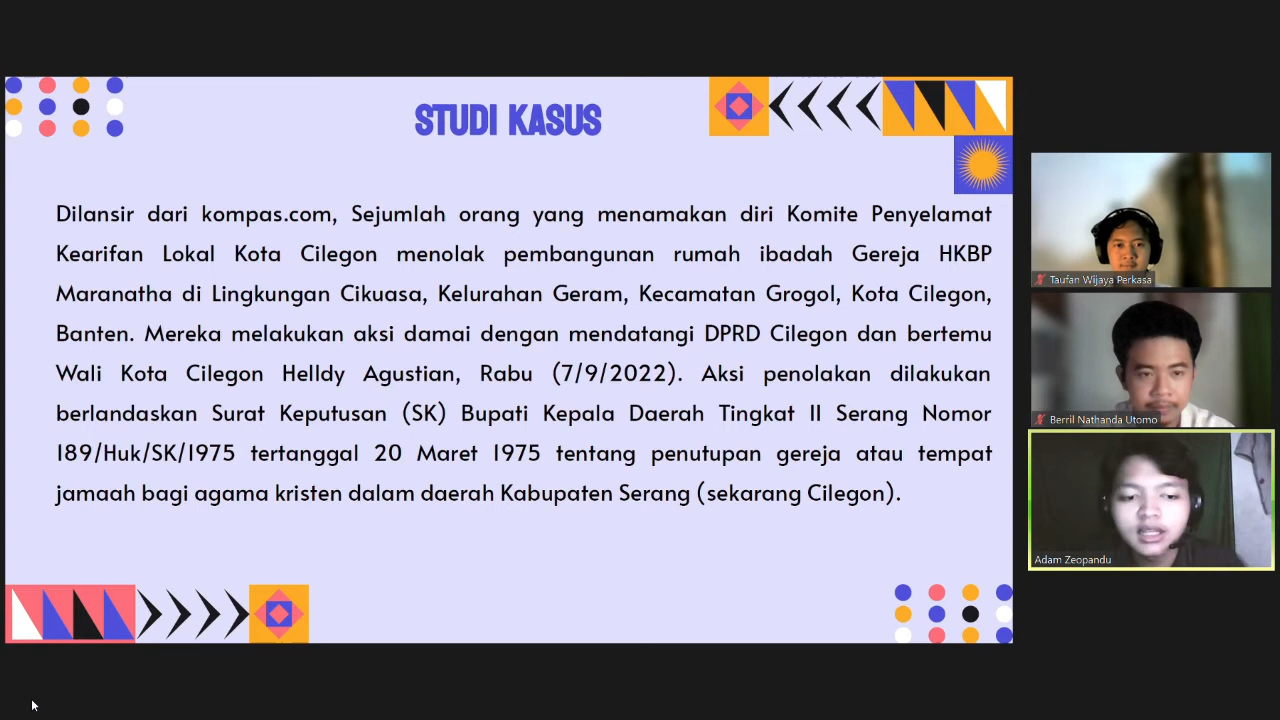 STUDI KASUS
Dilansir dari kompas.com, Sejumlah orang yang menamakan diri Komite Penyelamat
Kearifan Lokal Kota Cilegon menolak pembangunan rumah ibadah Gereja HKBP
Maranatha di Lingkungan Cikuasa, Kelurahan Geram, Kecamatan Grogol, Kota Cilegon,
Banten. Mereka melakukan aksi damai dengan mendatangi DPRD Cilegon dan bertemu
Wali Kota Cilegon Helldy Agustian, Rabu (7/9/2022). Aksi penolakan dilakukan
berlandaskan Surat Keputusan (SK) Bupati Kepala Daerah Tingkat II Serang Nomor
189/Huk/SK/1975 tertanggal 20 Maret 1975 tentang penutupan gereja atau tempat
jamaah bagi agama kristen dalam daerah Kabupaten Serang (sekarang Cilegon).
Taufan Wijaya Perkasa
Berril Nathanda Utomo
Adam Zeopandu